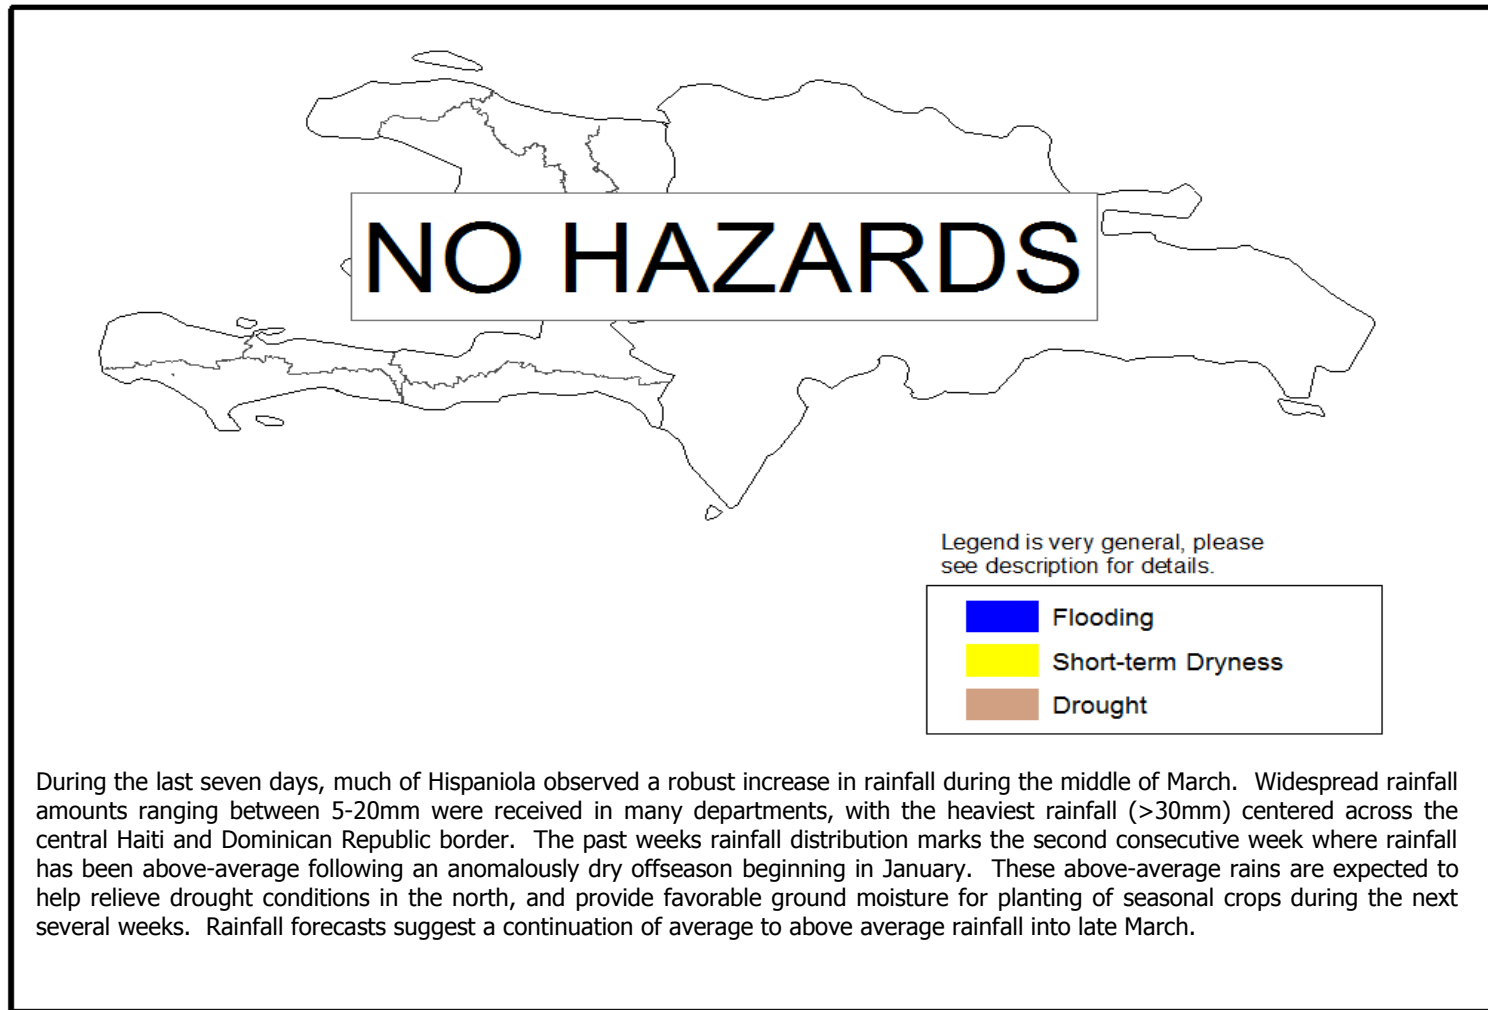 NO HAZARDS
Legend is very general, please
see description for details.
Flooding
Short-term Dryness
Drought
During the last seven days, much of Hispaniola observed a robust increase in rainfall during the middle of March. Widespread rainfall
amounts ranging between 5-20mm were received in many departments, with the heaviest rainfall (>30mm) centered across the
central Haiti and Dominican Republic border. The past weeks rainfall distribution marks the second consecutive week where rainfall
has been above-average following an anomalously dry offseason beginning in January. These above-average rains are expected to
help relieve drought conditions in the north, and provide favorable ground moisture for planting of seasonal crops during the next
several weeks. Rainfall forecasts suggest a continuation of average to above average rainfall into late March.